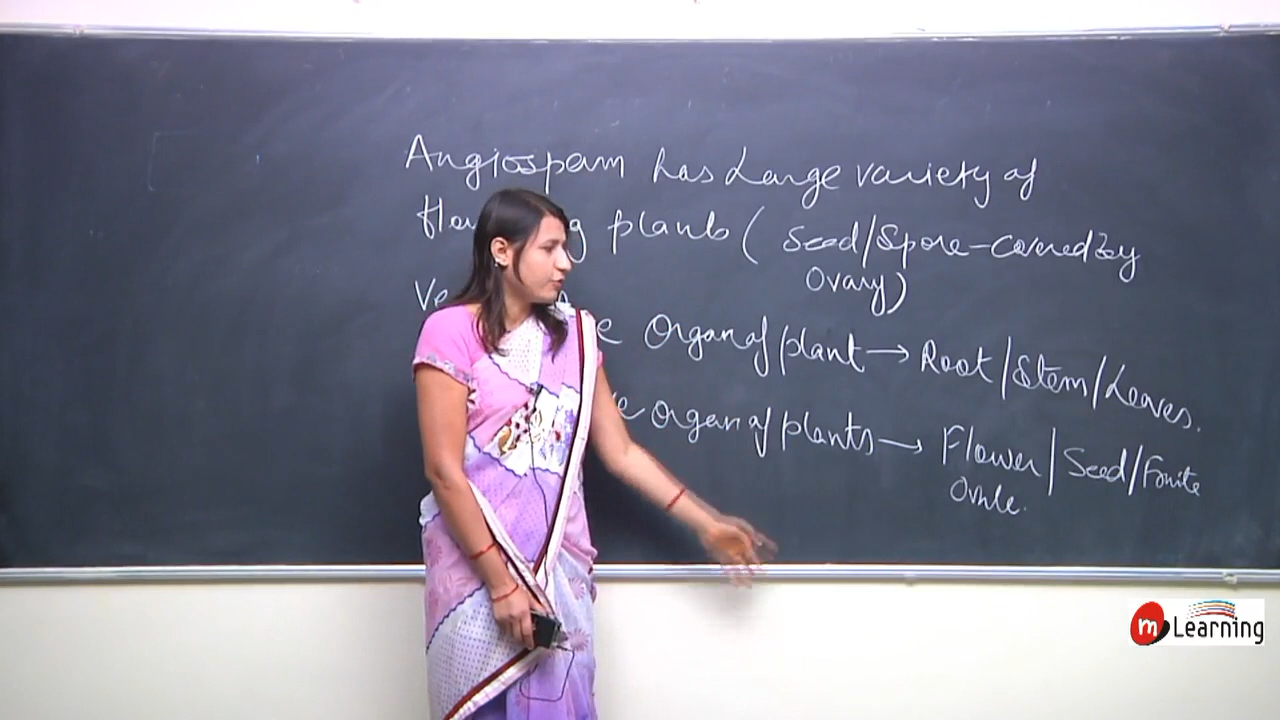 Angiosperm has Large variety of
plants ( Seed/Spore-Covered by
Ovary)
Organ of plant → Root/Stem/Leaves.
Organ of plants → Flower/Seed/Fruite
Ovule.
m Learning